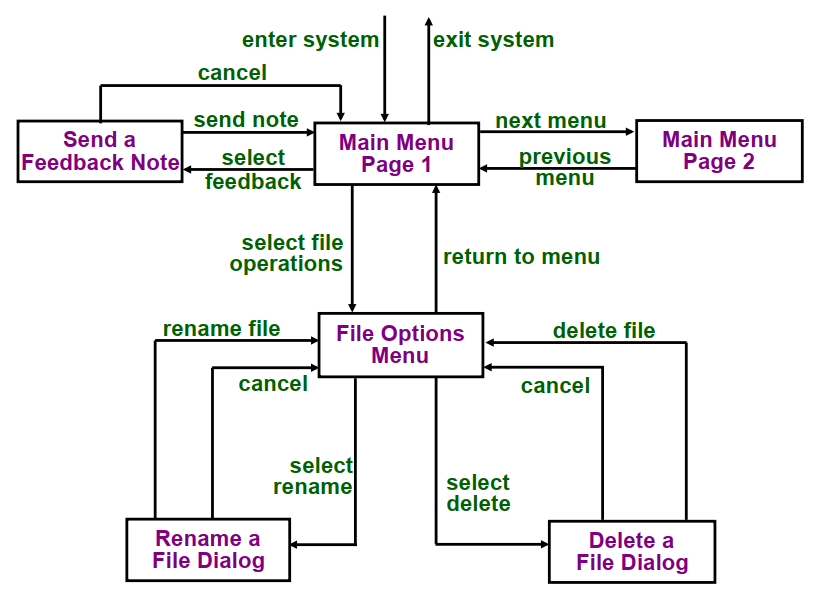 enter system
exit system
cancel
send note
next menu
Send a
Feedback Note
Main Menu
Page 1
Main Menu
Page 2
select
feedback
previous
menu
select file
operations
return to menu
rename file
File Options
Menu
delete file
cancel
cancel
select
rename
select
delete
Rename a
File Dialog
Delete a
File Dialog